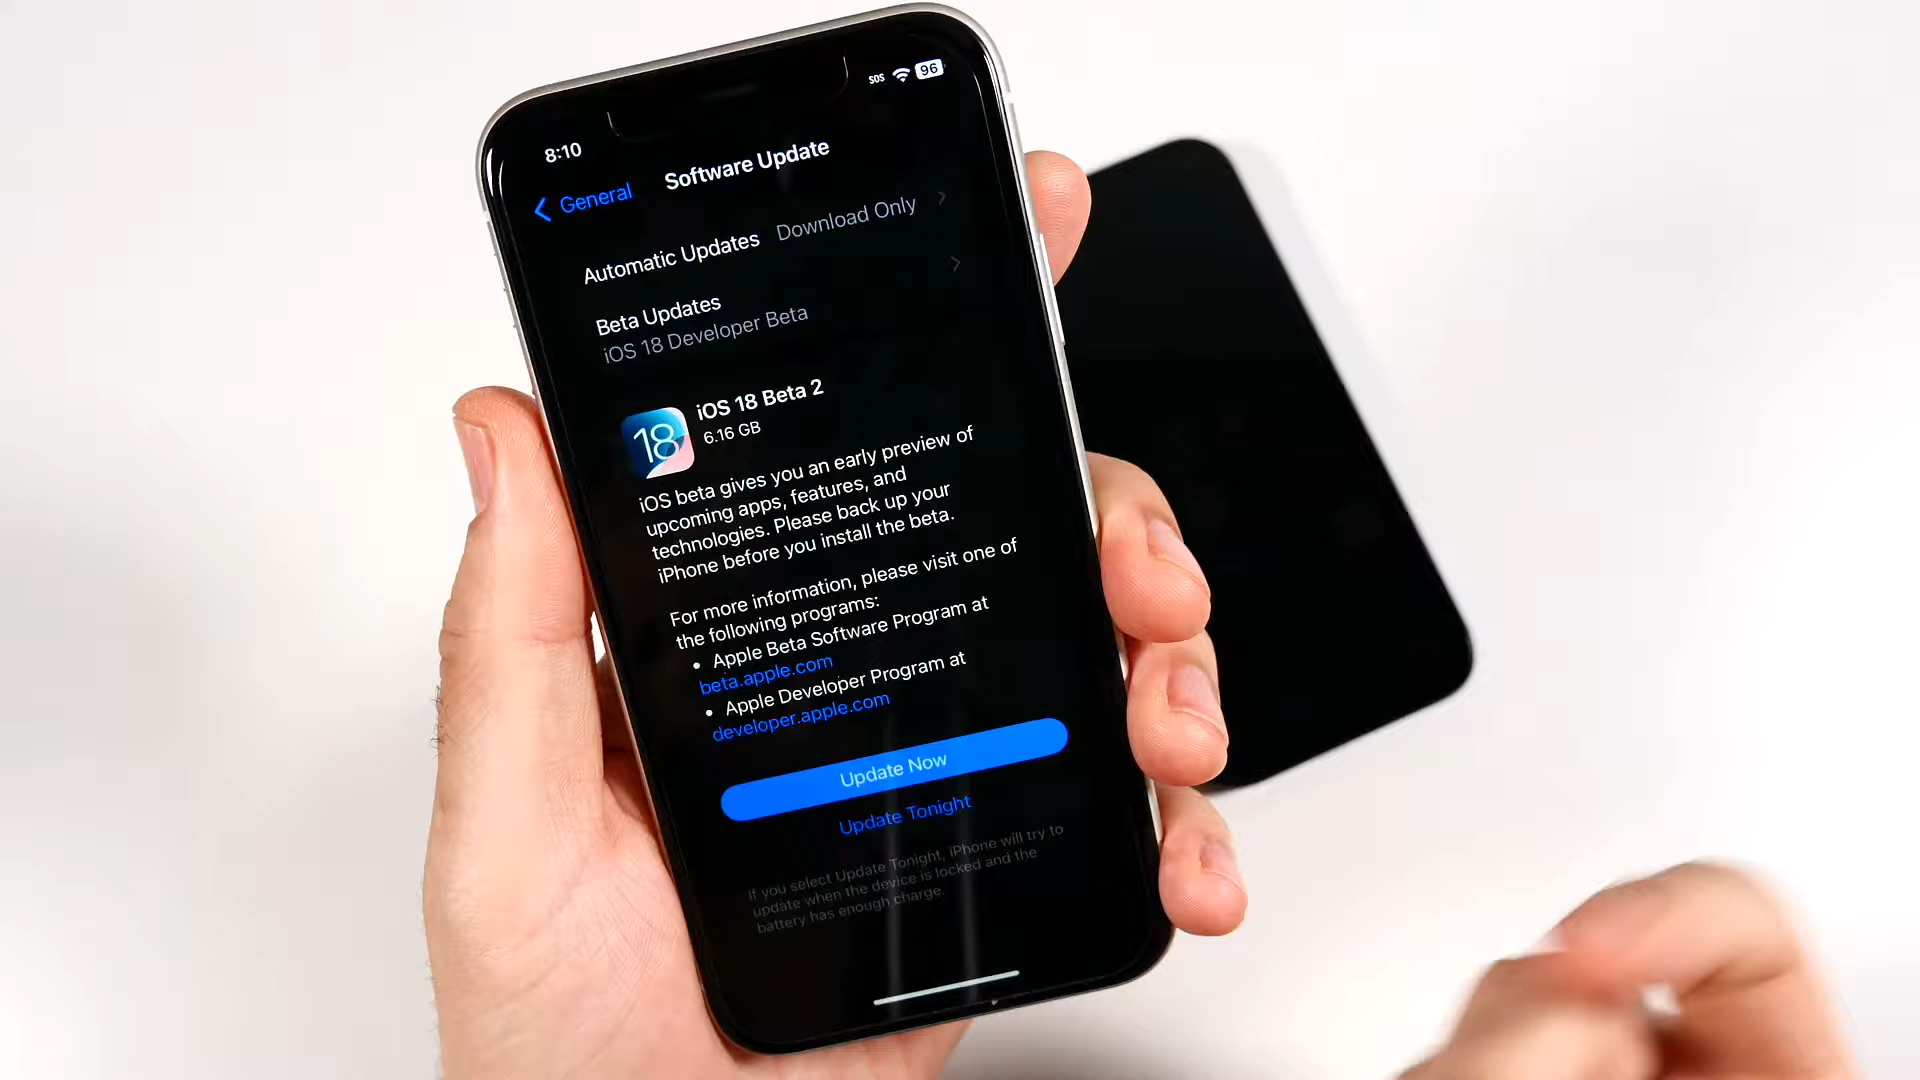 SOS 96
8:10
General Software Update
Automatic Updates Download Only
Beta Updates
iOS 18 Developer Beta
18
iOS 18 Beta 2
6.16 GB
iOS beta gives you an early preview of
upcoming apps, features, and
technologies. Please back up your
iPhone before you install the beta.
For more information, please visit one of
the following programs:
• Apple Beta Software Program at
beta.apple.com
• Apple Developer Program at
developer.apple.com
Update Now
Update Tonight
If you select Update Tonight, iPhone will try to
update when the device is locked and the
battery has enough charge.